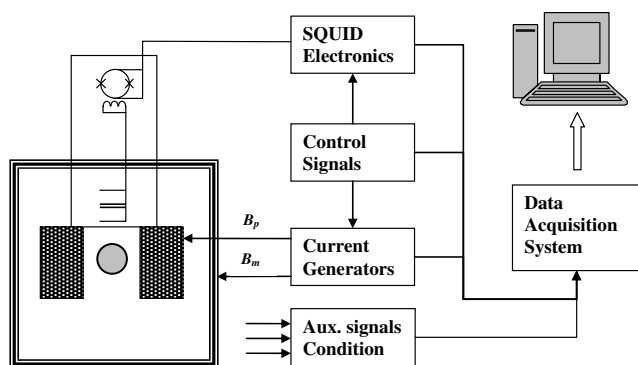 SQUID
Electronics
Control
Signals
B_p
B_m
Current
Generators
Data
Acquisition
System
Aux. signals
Condition